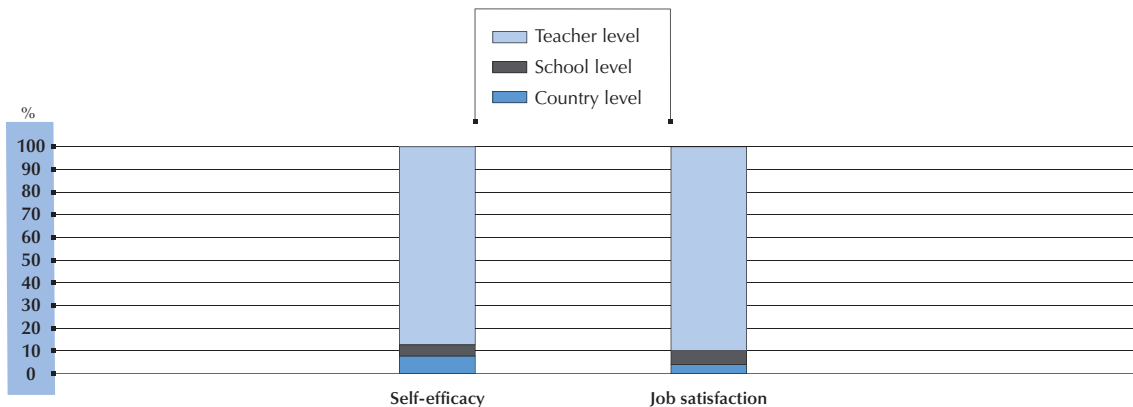 Teacher level
School level
Country level
%
100
90
80
70
60
50
40
30
20
10
0
Self-efficacy
Job satisfaction